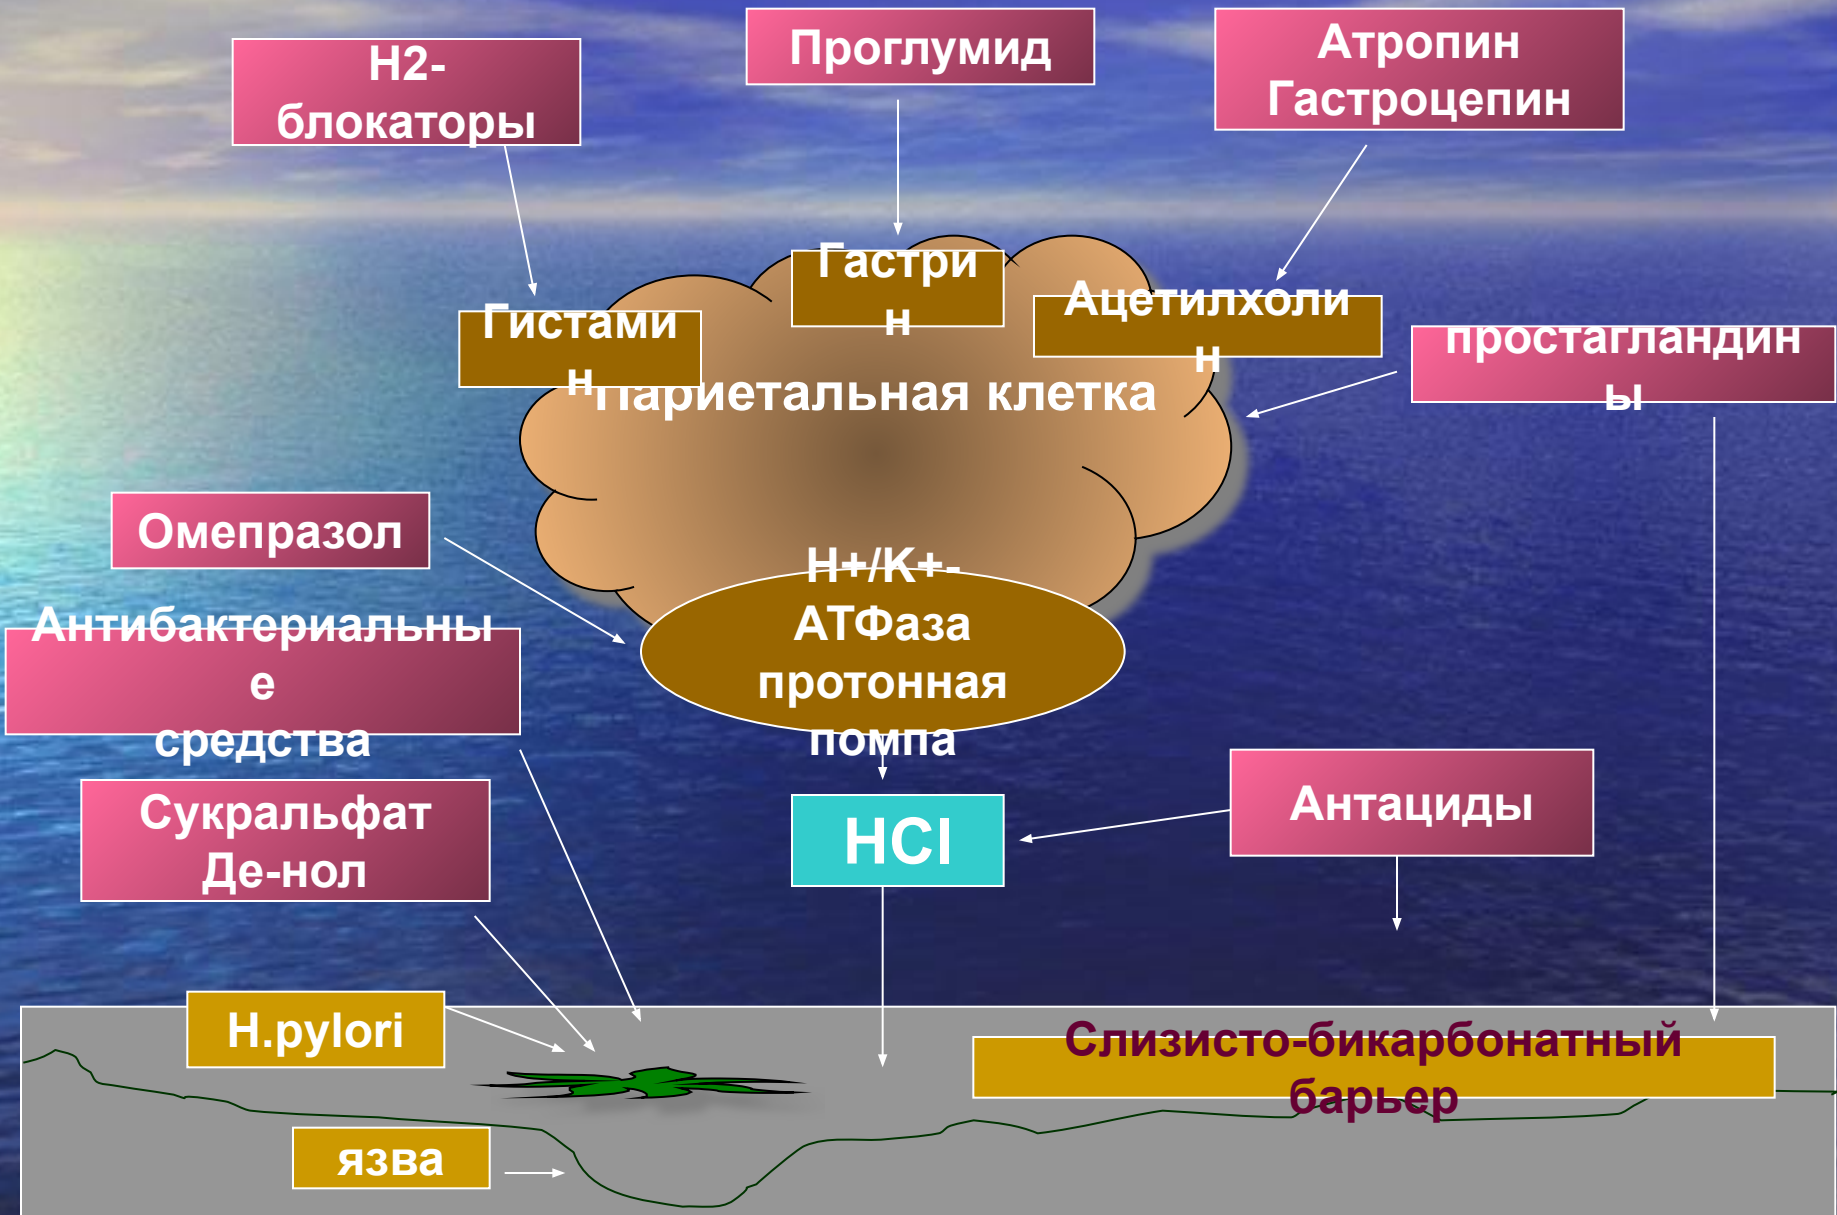 Проглумид
Атропин
Гастроцепин
H2-
блокаторы
Гастри
н
Ацетилхоли
н
Гистами
н
простагландин
ы
Париетальная клетка
Омепразол
H+/K+-
АТФаза
протонная
помпа
Антибактериальны
е
средства
Сукральфат
Де-нол
HCl
Антациды
H.pylori
Слизисто-бикарбонатный
барьер
язва